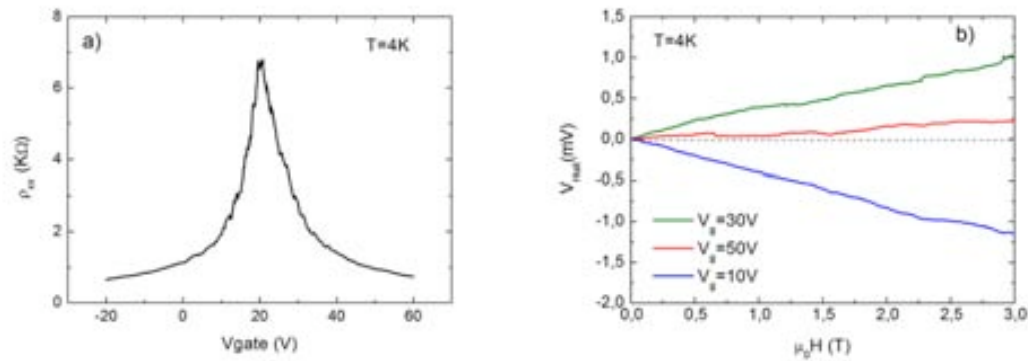 a)
T=4K
8
6
4
2
0
ρxx (KΩ)
-20 0 20 40 60
Vgate (V)
b)
T=4K
1,0
0,5
0,0
-0,5
-1,0
-1,5
-2,0
VHall(mV)
Vg=30V
Vg=50V
Vg=10V
0,0 0,5 1,0 1,5 2,0 2,5 3,0
μ0H (T)